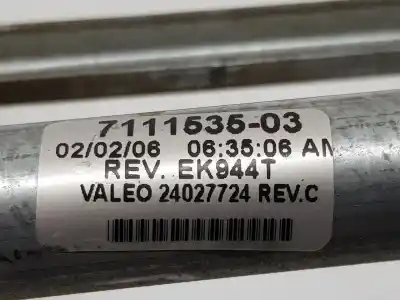 7111535-03
02/02/06 06:35:06 AM
REV. EK944T
VALEO 24027724 REV.C